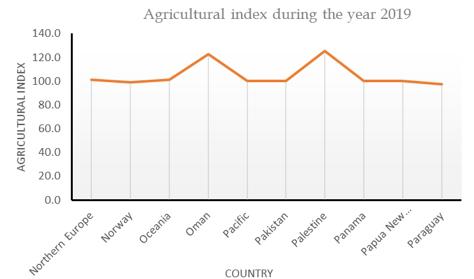 Agricultural index during the year 2019
140.0
120.0
100.0
80.0
60.0
40.0
20.0
0.0
AGRICULTURAL INDEX
Northern Europe
Norway
Oceania
Oman
Pacific
Pakistan
Palestine
Panama
Papua New...
Paraguay
COUNTRY